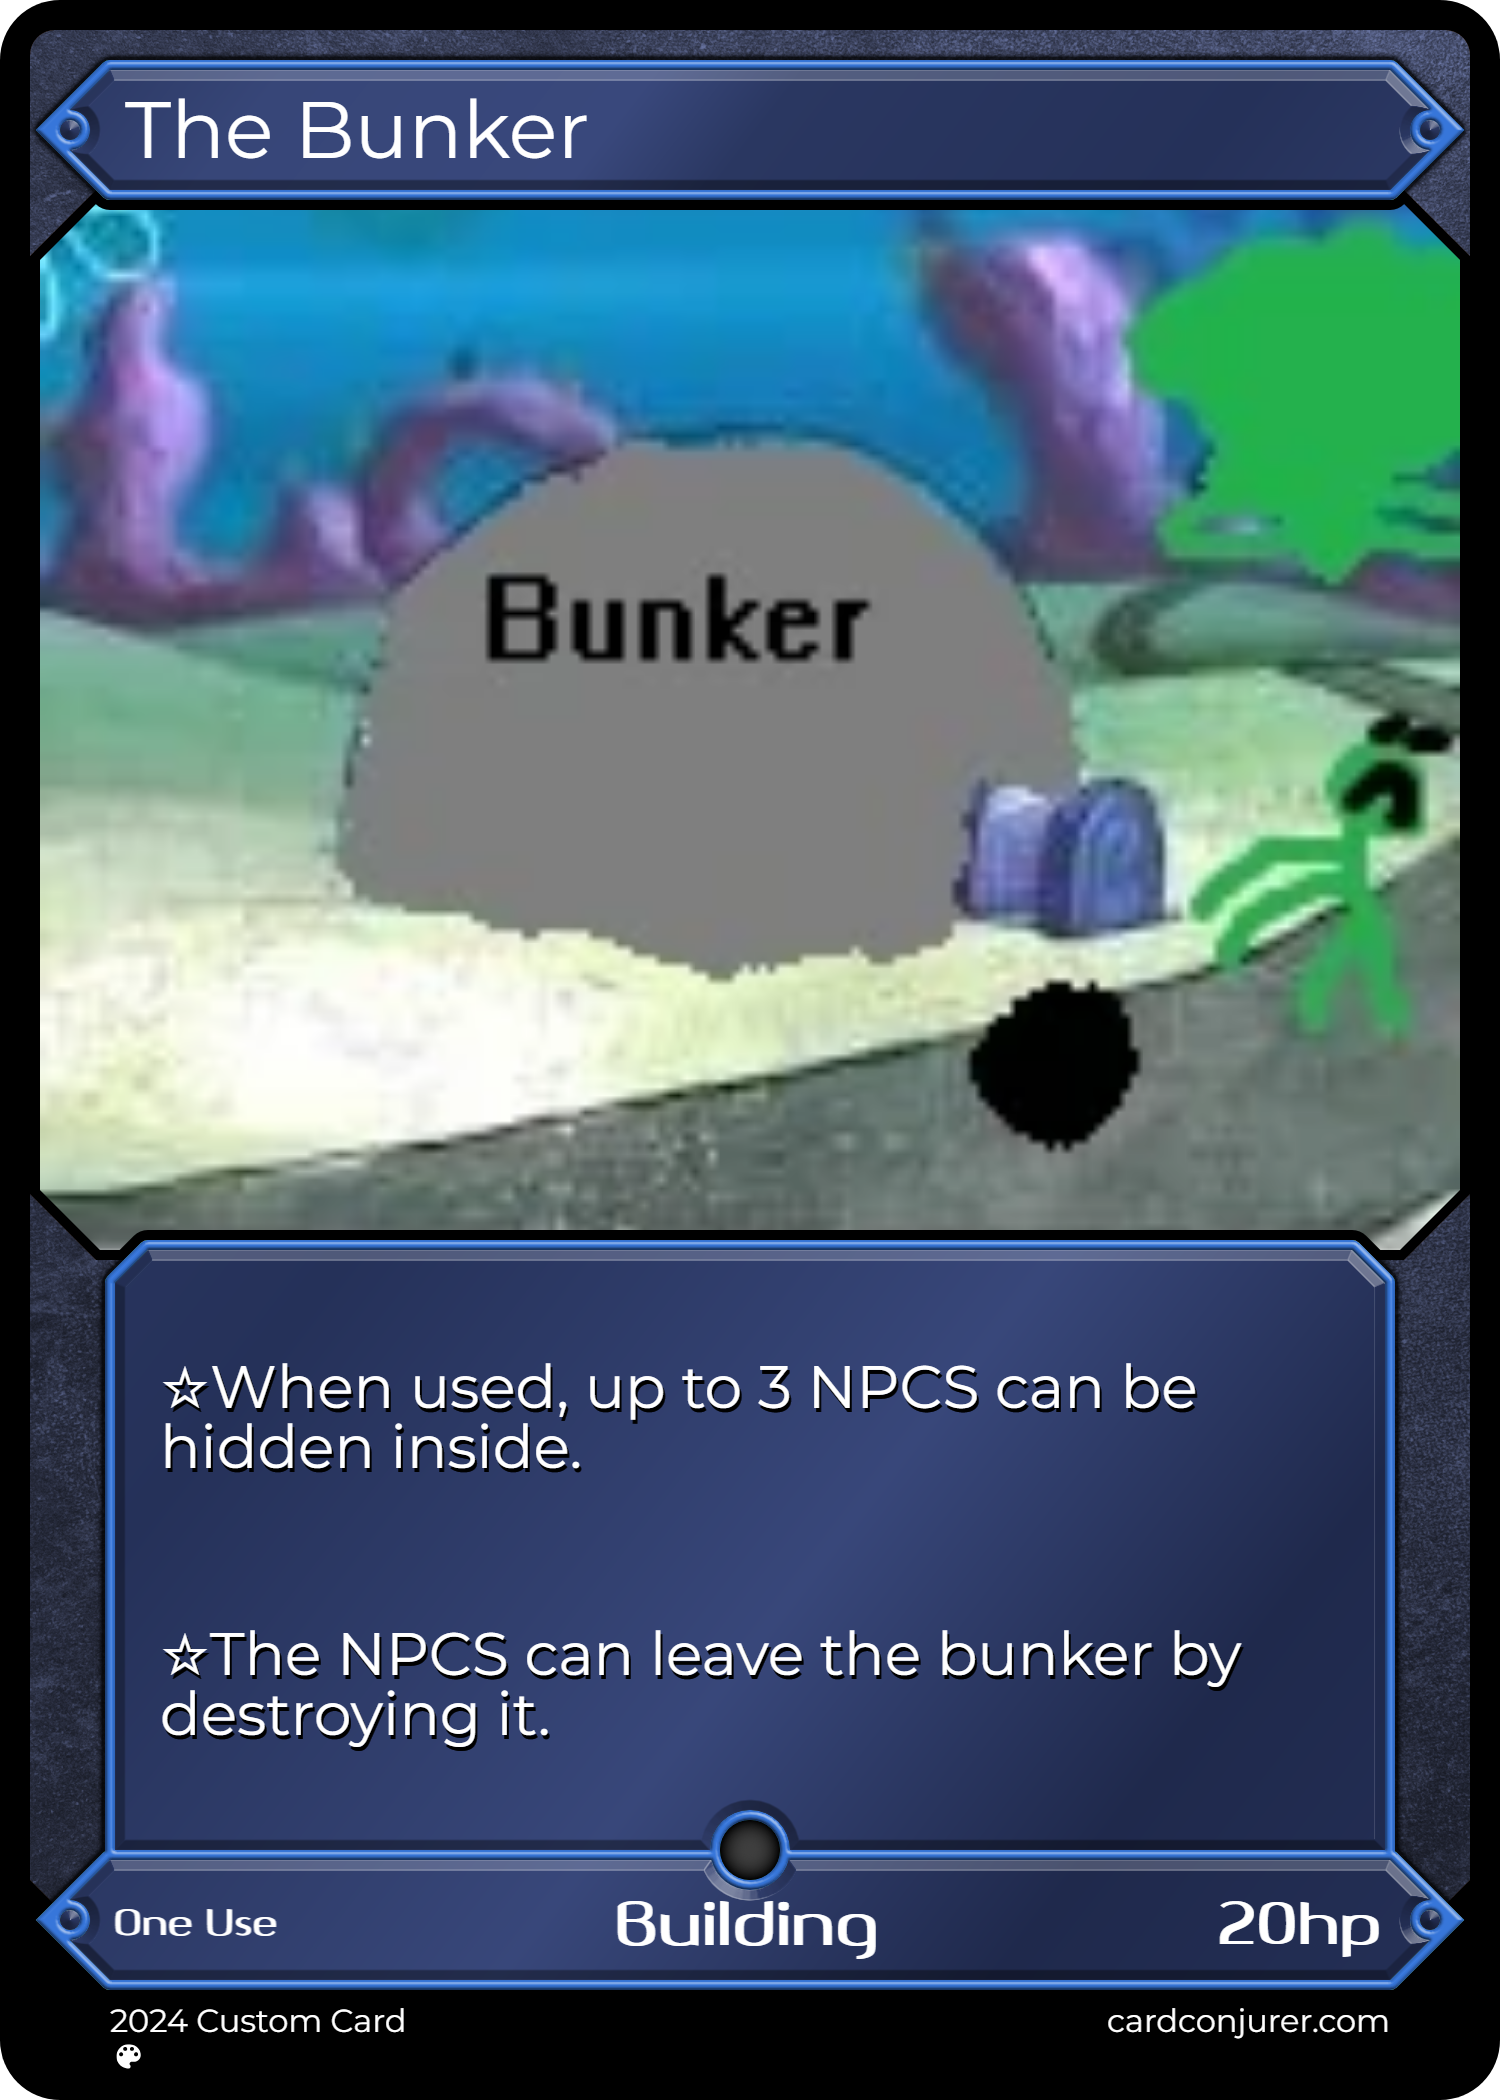 The Bunker
Bunker
☆When used, up to 3 NPCS can be
hidden inside.
☆The NPCS can leave the bunker by
destroying it.
One Use
Building
20hp
2024 Custom Card
cardconjurer.com